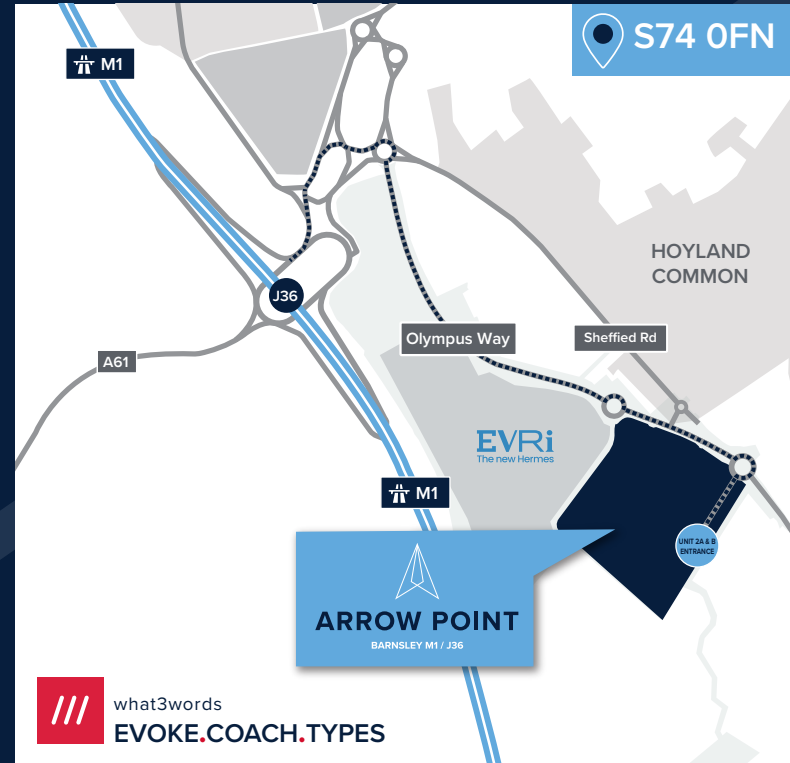 M1
S74 0FN
HOYLAND
COMMON
J36
Olympus Way
Sheffied Rd
A61
EVRi
The new Hermes
M1
UNIT 2A & B
ENTRANCE
ARROW POINT
BARNSLEY M1 / J36
what3words
EVOKE.COACH.TYPES